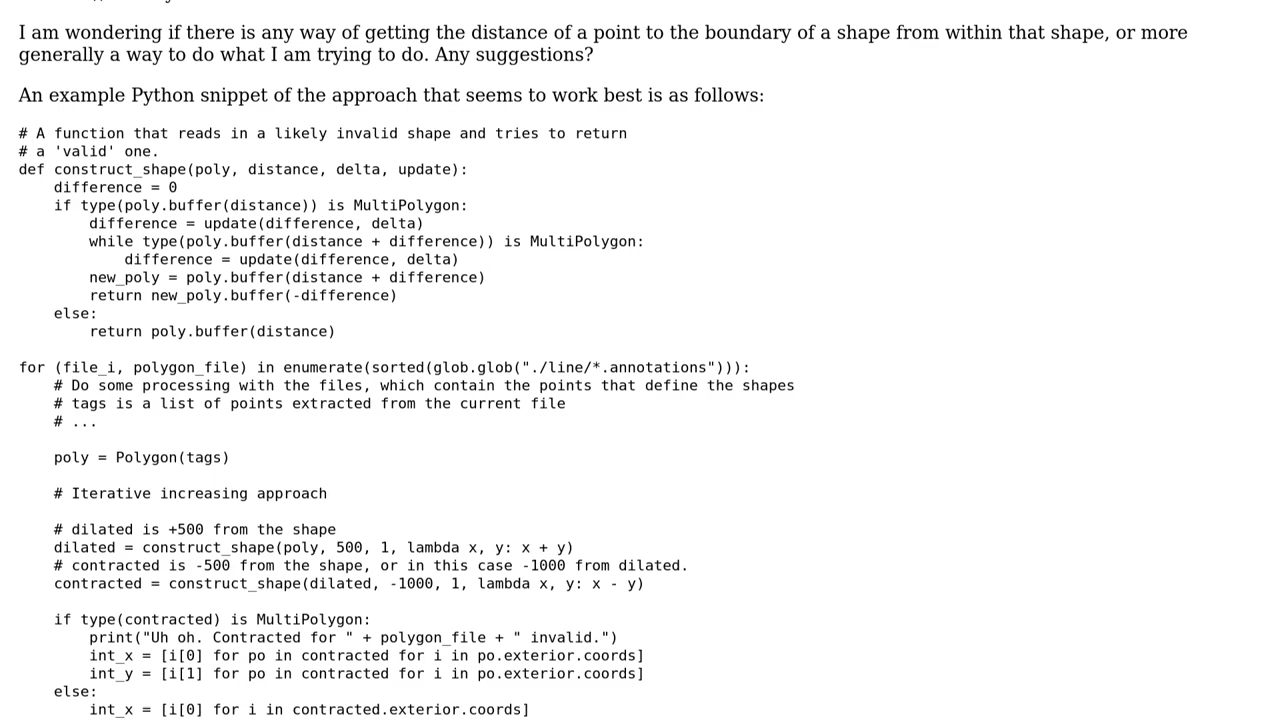 I am wondering if there is any way of getting the distance of a point to the boundary of a shape from within that shape, or more
generally a way to do what I am trying to do. Any suggestions?
An example Python snippet of the approach that seems to work best is as follows:
# A function that reads in a likely invalid shape and tries to return
# a 'valid' one.
def construct_shape(poly, distance, delta, update):
    difference = 0
    if type(poly.buffer(distance)) is MultiPolygon:
        difference = update(difference, delta)
        while type(poly.buffer(distance + difference)) is MultiPolygon:
            difference = update(difference, delta)
        new_poly = poly.buffer(distance + difference)
        return new_poly.buffer(-difference)
    else:
        return poly.buffer(distance)
for (file_i, polygon_file) in enumerate(sorted(glob.glob("./line/*.annotations"))):
    # Do some processing with the files, which contain the points that define the shapes
    # tags is a list of points extracted from the current file
    # ...
    poly = Polygon(tags)
    # Iterative increasing approach
    # dilated is +500 from the shape
    dilated = construct_shape(poly, 500, 1, lambda x, y: x + y)
    # contracted is -500 from the shape, or in this case -1000 from dilated.
    contracted = construct_shape(dilated, -1000, 1, lambda x, y: x - y)
    if type(contracted) is MultiPolygon:
        print("Uh oh. Contracted for " + polygon_file + " invalid.")
        int_x = [i[0] for po in contracted for i in po.exterior.coords]
        int_y = [i[1] for po in contracted for i in po.exterior.coords]
    else:
        int_x = [i[0] for i in contracted.exterior.coords]